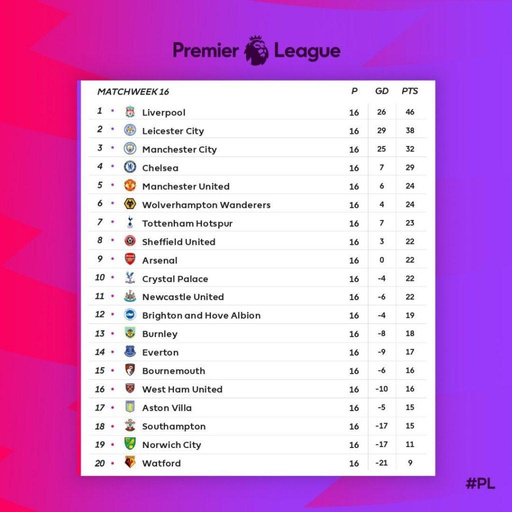 Premier League
MATCHWEEK 16 P GD PTS
1 Liverpool 16 26 46
2 Leicester City 16 29 38
3 Manchester City 16 25 32
4 Chelsea 16 7 29
5 Manchester United 16 6 24
6 Wolverhampton Wanderers 16 4 24
7 Tottenham Hotspur 16 7 23
8 Sheffield United 16 3 22
9 Arsenal 16 0 22
10 Crystal Palace 16 -4 22
11 Newcastle United 16 -6 22
12 Brighton and Hove Albion 16 -4 19
13 Burnley 16 -8 18
14 Everton 16 -9 17
15 Bournemouth 16 -6 16
16 West Ham United 16 -10 16
17 Aston Villa 16 -5 15
18 Southampton 16 -17 15
19 Norwich City 16 -17 11
20 Watford 16 -21 9
#PL